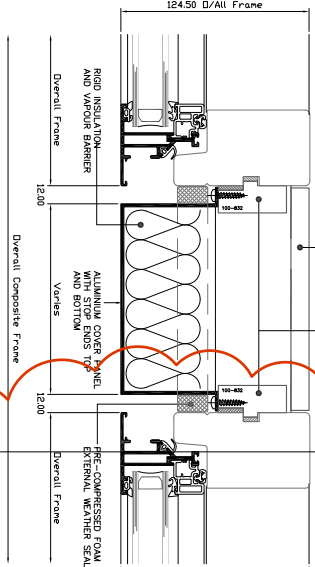 124.50 O/All Frame
RIGID INSULATION
AND VAPOUR BARRIER
Overall Frame
12.00
100-032
Overall Composite Frame
Varies
ALUMINIUM COVER PANEL
WITH STOP ENDS TOP
AND BOTTOM
100-032
12.00
PRE-COMPRESSED FOAM
EXTERNAL WEATHER SEAL
Overall Frame